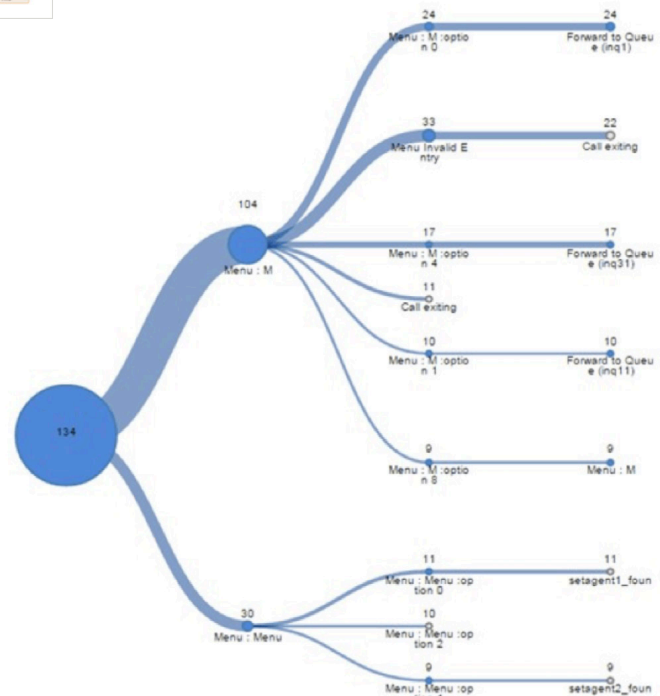 24
Menu : M :optio
n 0
24
Forward to Queu
e (inq1)
33
Menu Invalid E
ntry
22
Call exiting
104
Menu : M
17
Menu : M :optio
n 4
17
Forward to Queu
e (inq31)
11
Call exiting
10
Menu : M :optio
n 1
10
Forward to Queu
e (inq11)
134
9
Menu : M :optio
n 8
9
Menu : M
11
Menu : Menu :op
tion 0
11
setagent1_foun
30
Menu : Menu
10
Menu : Menu :op
tion 2
9
Menu : Menu :op
9
setagent2_foun